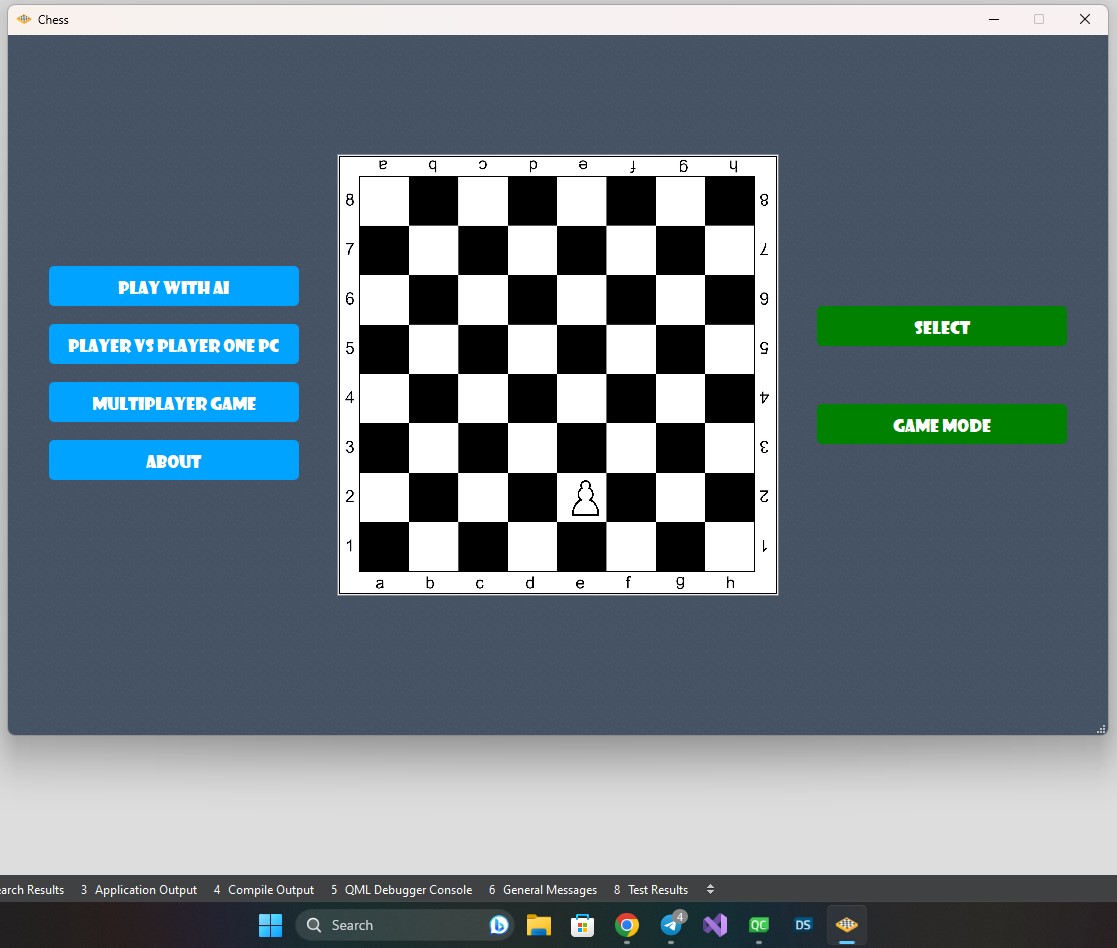 Chess
a b c d e f g h
8 8
7 7
6 6
5 5
4 4
3 3
2 2
1 1
a b c d e f g h
PLAY WITH AI
PLAYER VS PLAYER ONE PC
MULTIPLAYER GAME
ABOUT
SELECT
GAME MODE
earch Results 3 Application Output 4 Compile Output 5 QML Debugger Console 6 General Messages 8 Test Results
Search
4
QC
DS